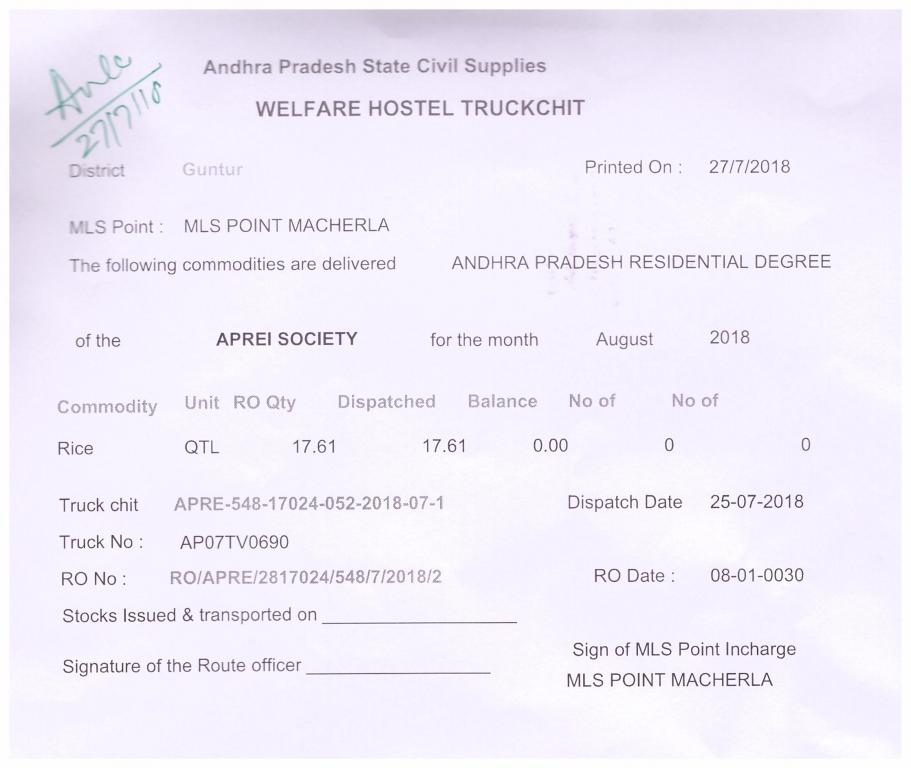 Andhra Pradesh State Civil Supplies
WELFARE HOSTEL TRUCKCHIT
27/7/18
District Guntur Printed On : 27/7/2018
MLS Point : MLS POINT MACHERLA
The following commodities are delivered ANDHRA PRADESH RESIDENTIAL DEGREE
of the APREI SOCIETY for the month August 2018
Commodity Unit RO Qty Dispatched Balance No of No of
Rice QTL 17.61 17.61 0.00 0 0
Truck chit APRE-548-17024-052-2018-07-1 Dispatch Date 25-07-2018
Truck No : AP07TV0690
RO No : RO/APRE/2817024/548/7/2018/2 RO Date : 08-01-0030
Stocks Issued & transported on
Sign of MLS Point Incharge
Signature of the Route officer
MLS POINT MACHERLA